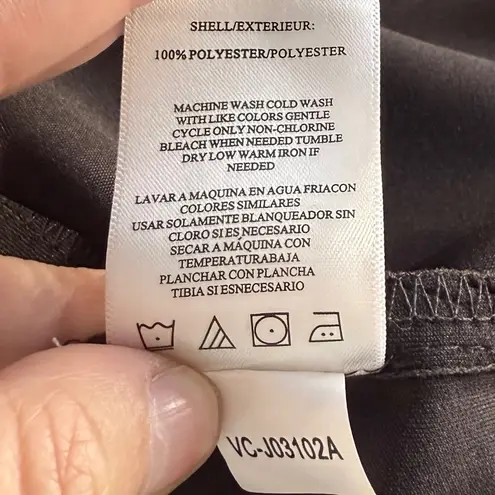 SHELL/EXTERIEUR:
100% POLYESTER/POLYESTER
MACHINE WASH COLD WASH
WITH LIKE COLORS GENTLE
CYCLE ONLY NON-CHLORINE
BLEACH WHEN NEEDED TUMBLE
DRY LOW WARM IRON IF
NEEDED
LAVAR A MAQUINA EN AGUA FRIACON
COLORES SIMILARES
USAR SOLAMENTE BLANQUEADOR SIN
CLORO SI ES NECESARIO
SECAR A MÁQUINA CON
TEMPERATURABAJA
PLANCHAR CON PLANCHA
TIBIA SI ESNECESARIO
VC-J03102A